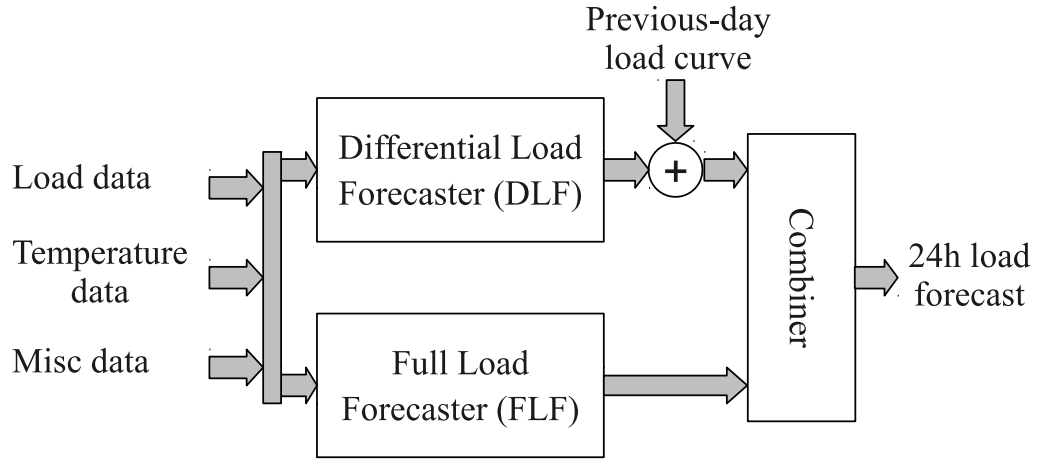 Previous-day
load curve
Load data
Temperature
data
Misc data
Differential Load
Forecaster (DLF)
+
Full Load
Forecaster (FLF)
Combiner
24h load
forecast